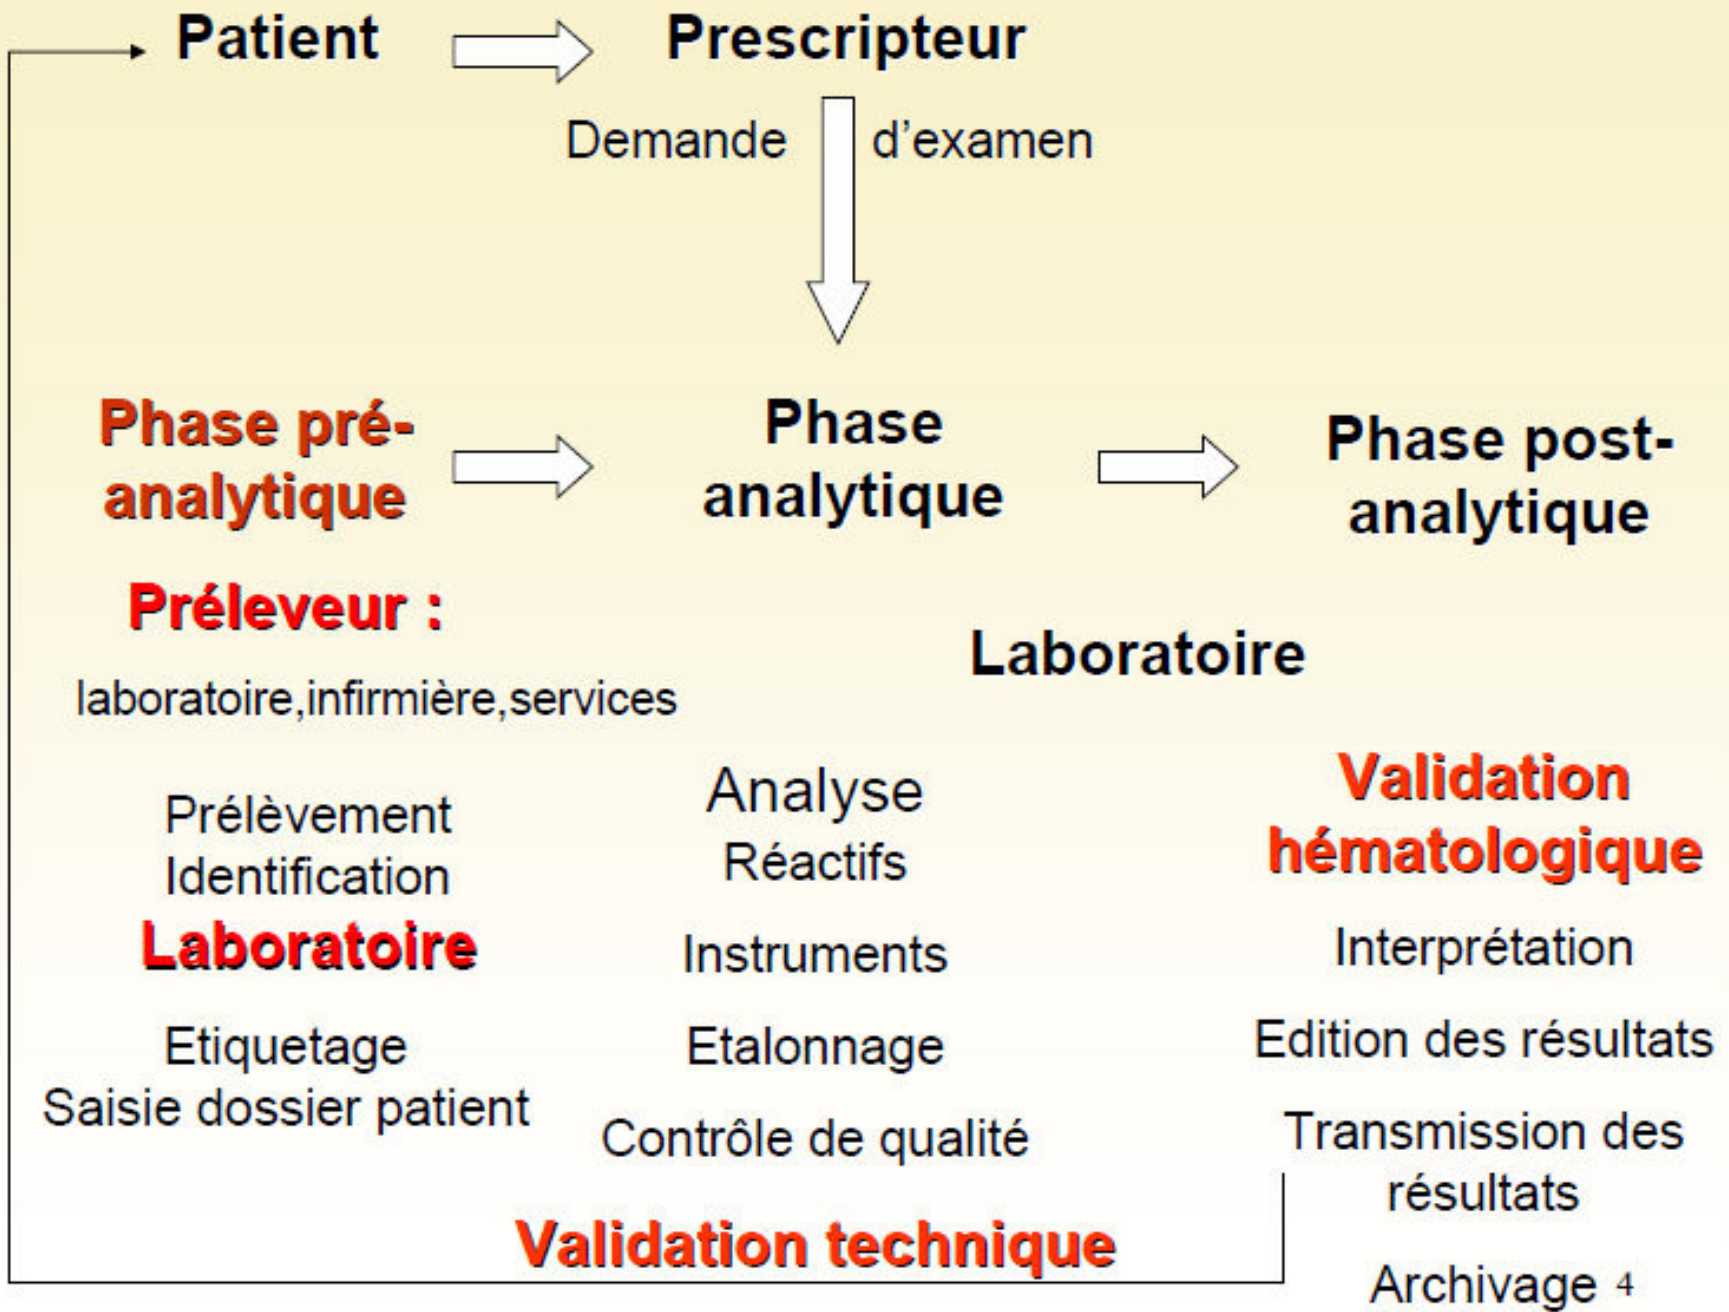 Patient
Prescripteur
Demande d'examen
Phase pré-
analytique
Phase
analytique
Phase post-
analytique
Préleveur :
laboratoire,infirmière,services
Prélèvement
Identification
Laboratoire
Etiquetage
Saisie dossier patient
Laboratoire
Analyse
Réactifs
Instruments
Etalonnage
Contrôle de qualité
Validation technique
Validation
hématologique
Interprétation
Edition des résultats
Transmission des
résultats
Archivage 4